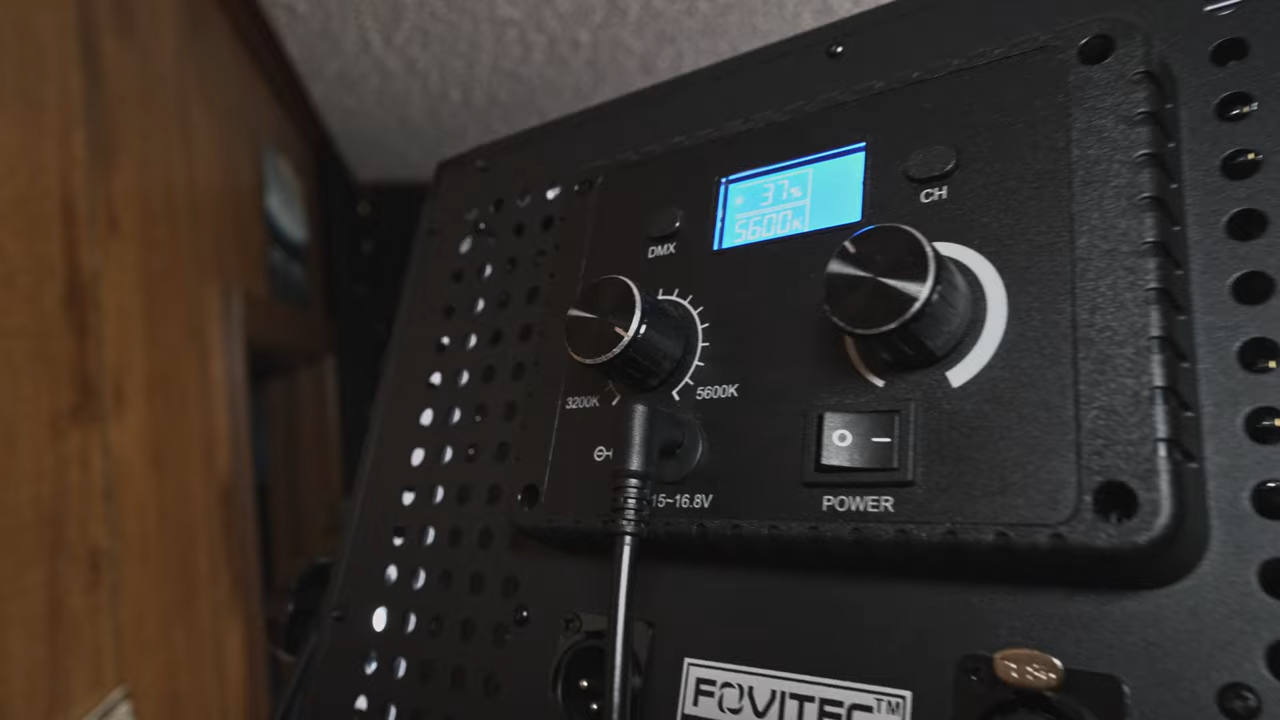 37%
5600K
CH
DMX
3200K
5600K
15~16.8V
O –
POWER
FOVITEC™